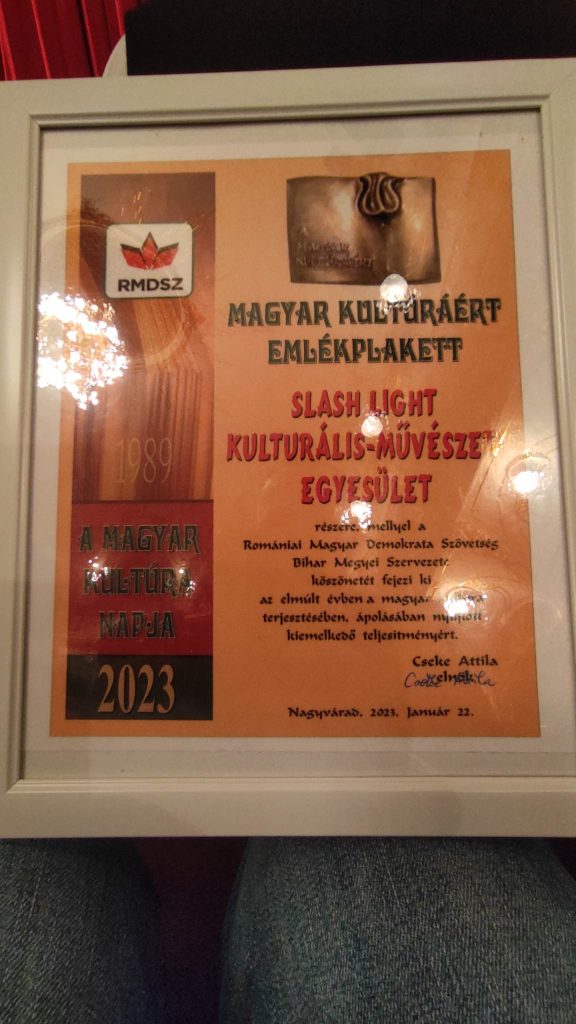 RMDSZ
1989
A MAGYAR
KULTÚRA
NAPJA
2023
A
MAGYAR
MAGYAR KULTÚRÁÉRT
EMLÉKPLAKETT
SLASH LIGHT
KULTURÁLIS-MŰVÉSZETI
EGYESÜLET
részére, mellyel a
Romániai Magyar Demokrata Szövetség
Bihar Megyei Szervezete
köszönetét fejezi ki
az elmúlt évben a magyar kultúra
terjesztésében, ápolásában nyújtott
kiemelkedő teljesítményért.
Cseke Attila
elnök
Nagyvárad, 2023. Január 22.